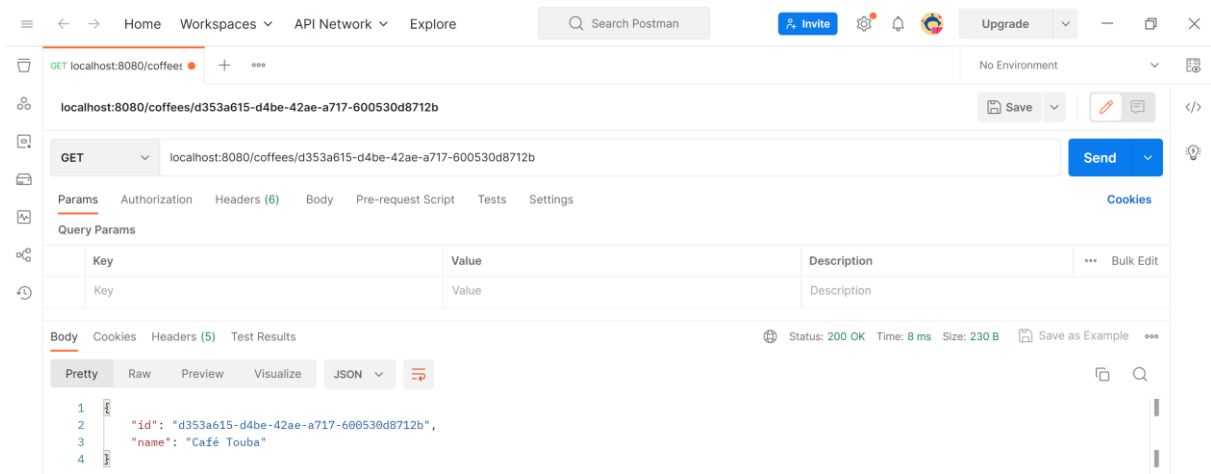 Home Workspaces API Network Explore Search Postman Invite Upgrade
GET localhost:8080/coffees No Environment
localhost:8080/coffees/d353a615-d4be-42ae-a717-600530d8712b Save
GET localhost:8080/coffees/d353a615-d4be-42ae-a717-600530d8712b Send
Params Authorization Headers (6) Body Pre-request Script Tests Settings Cookies
Query Params
Key Value Description Bulk Edit
Key Value Description
Body Cookies Headers (5) Test Results Status: 200 OK Time: 8 ms Size: 230 B Save as Example
Pretty Raw Preview Visualize JSON
1 {
2 "id": "d353a615-d4be-42ae-a717-600530d8712b",
3 "name": "Café Touba"
4 }